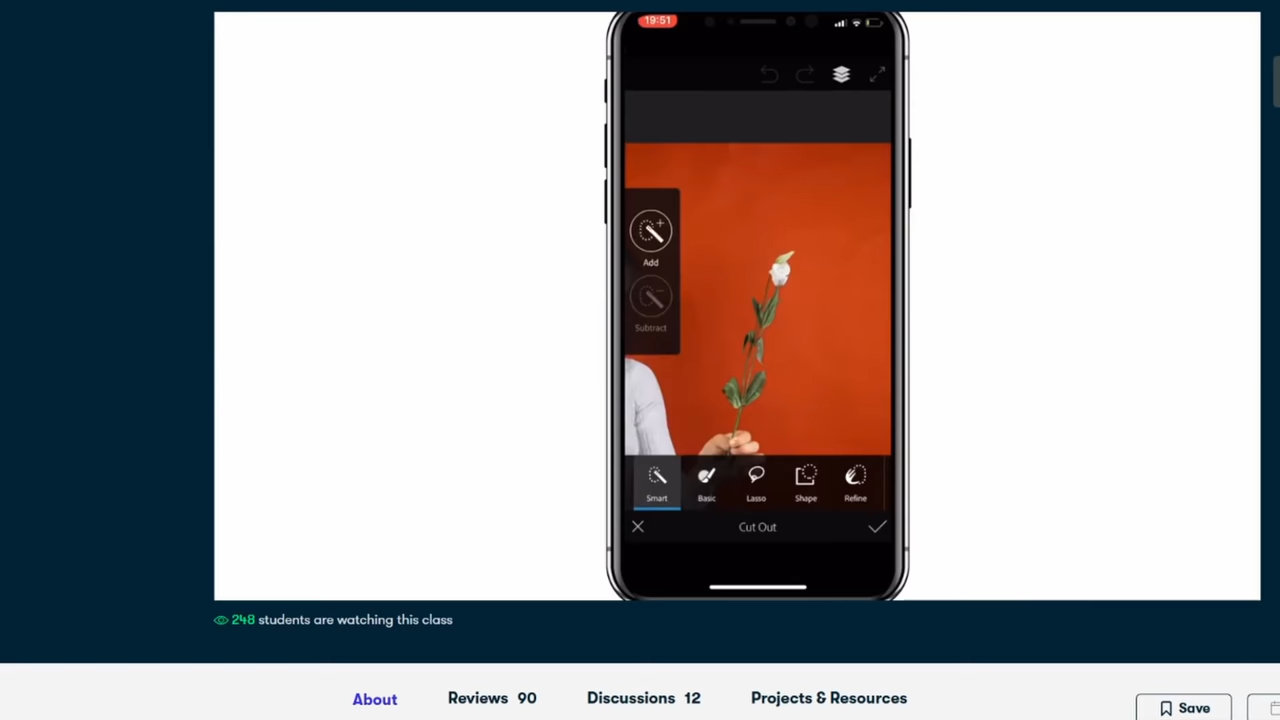 19:51
Add
Subtract
Smart Basic Lasso Shape Refine
Cut Out
248 students are watching this class
About Reviews 90 Discussions 12 Projects & Resources
Save